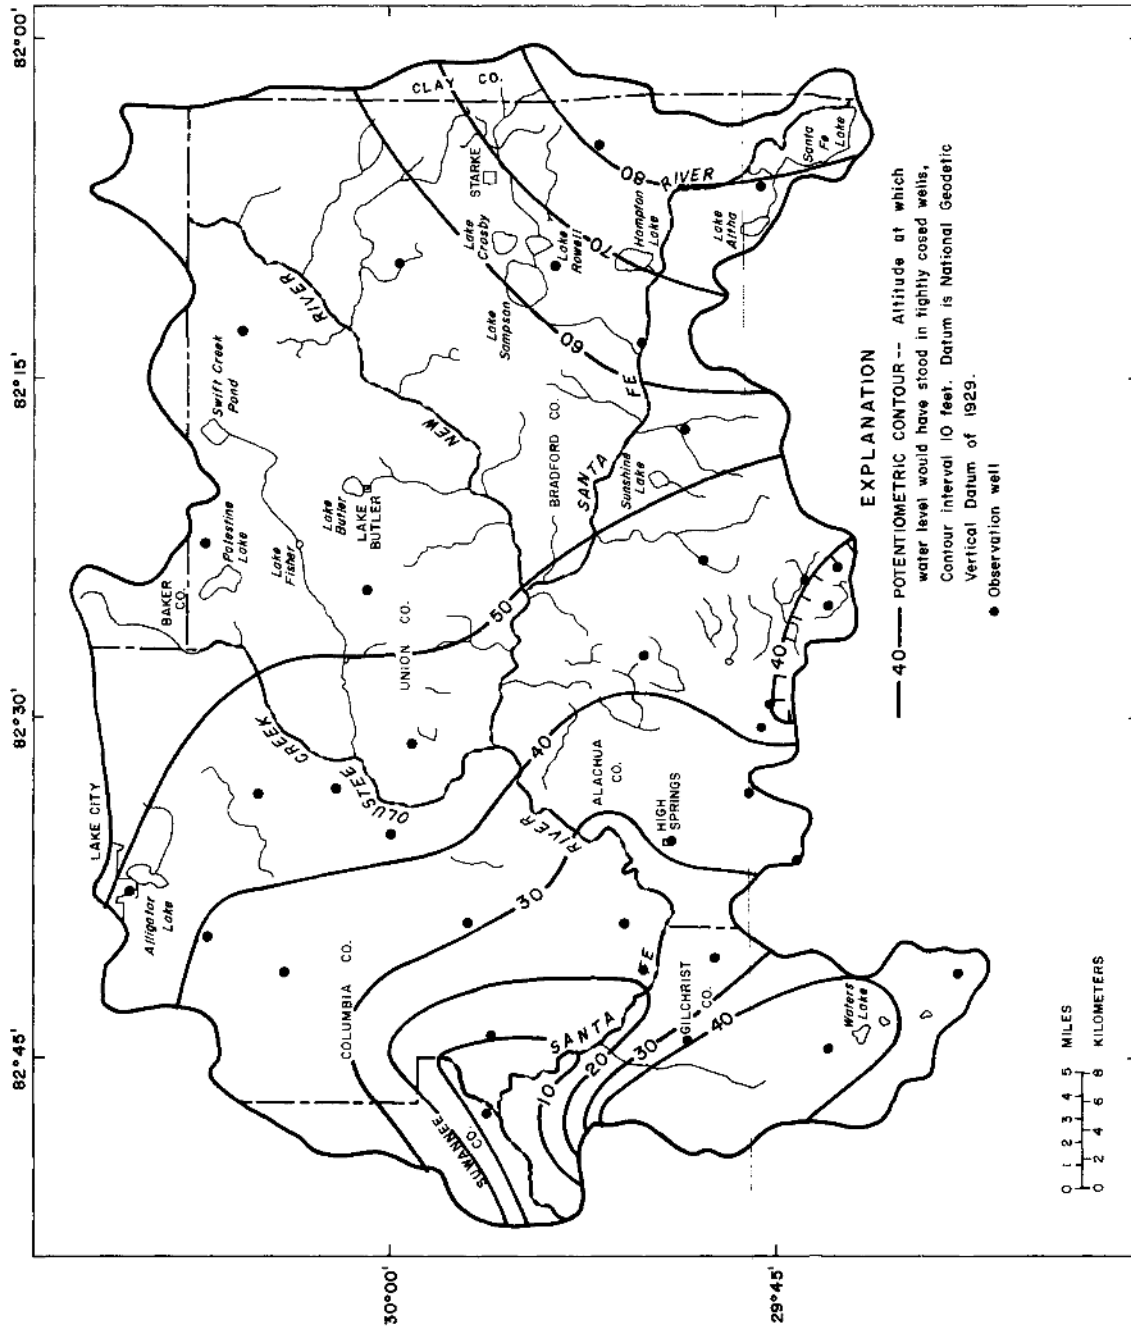 82°00'
82°15'
82°30'
82°45'
30°00'
29°45'
LAKE CITY
Alligator
Lake
BAKER
CO.
Palestine
Lake
Swift Creek
Pond
Lake
Fisher
Lake
Butler
LAKE
BUTLER
UNION CO.
OLUSTEE
CREEK
NEW
RIVER
CLAY CO.
STARKE
Lake
Crosby
Lake
Rowell
Lake
Sampson
Hampton
Lake
BRADFORD CO.
SANTA
FE
RIVER
Lake
Altha
Santa
Fe
Lake
Sunshine
Lake
COLUMBIA CO.
SUWANNEE
CO.
SANTA
FE
RIVER
ALACHUA
CO.
HIGH
SPRINGS
GILCHRIST
CO.
Waters
Lake
80
70
60
50
40
40
30
10
20
30
40
EXPLANATION
40 POTENTIOMETRIC CONTOUR -- Altitude at which
water level would have stood in tightly cased wells,
Contour interval 10 feet. Datum is National Geodetic
Vertical Datum of 1929.
Observation well
0 1 2 3 4 5 MILES
0 2 4 6 8 KILOMETERS